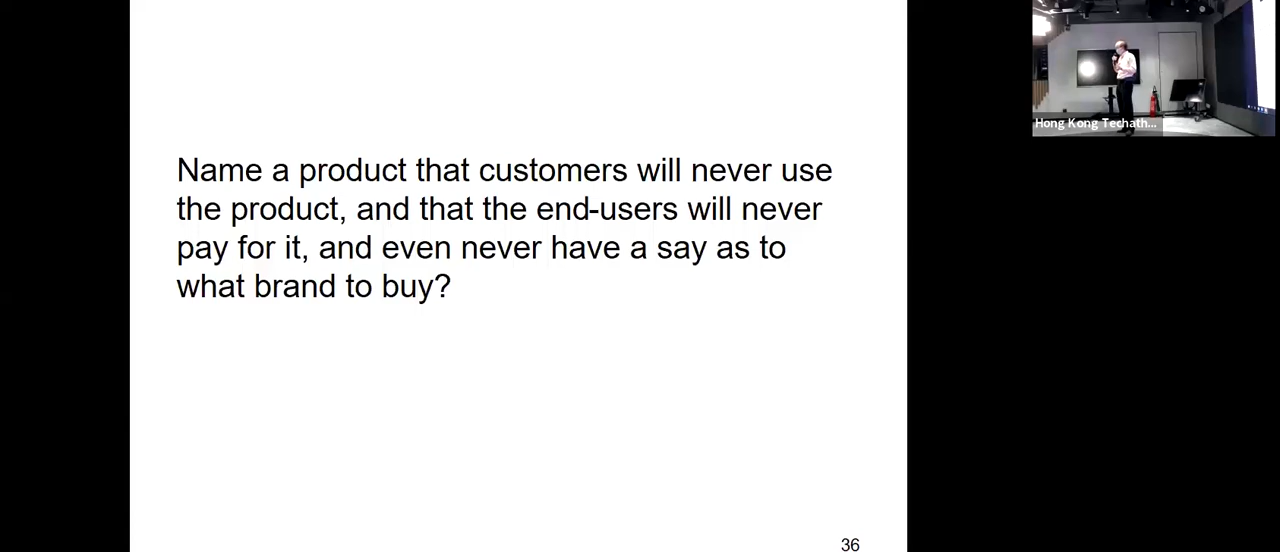 Hong Kong Techath...
Name a product that customers will never use
the product, and that the end-users will never
pay for it, and even never have a say as to
what brand to buy?
36